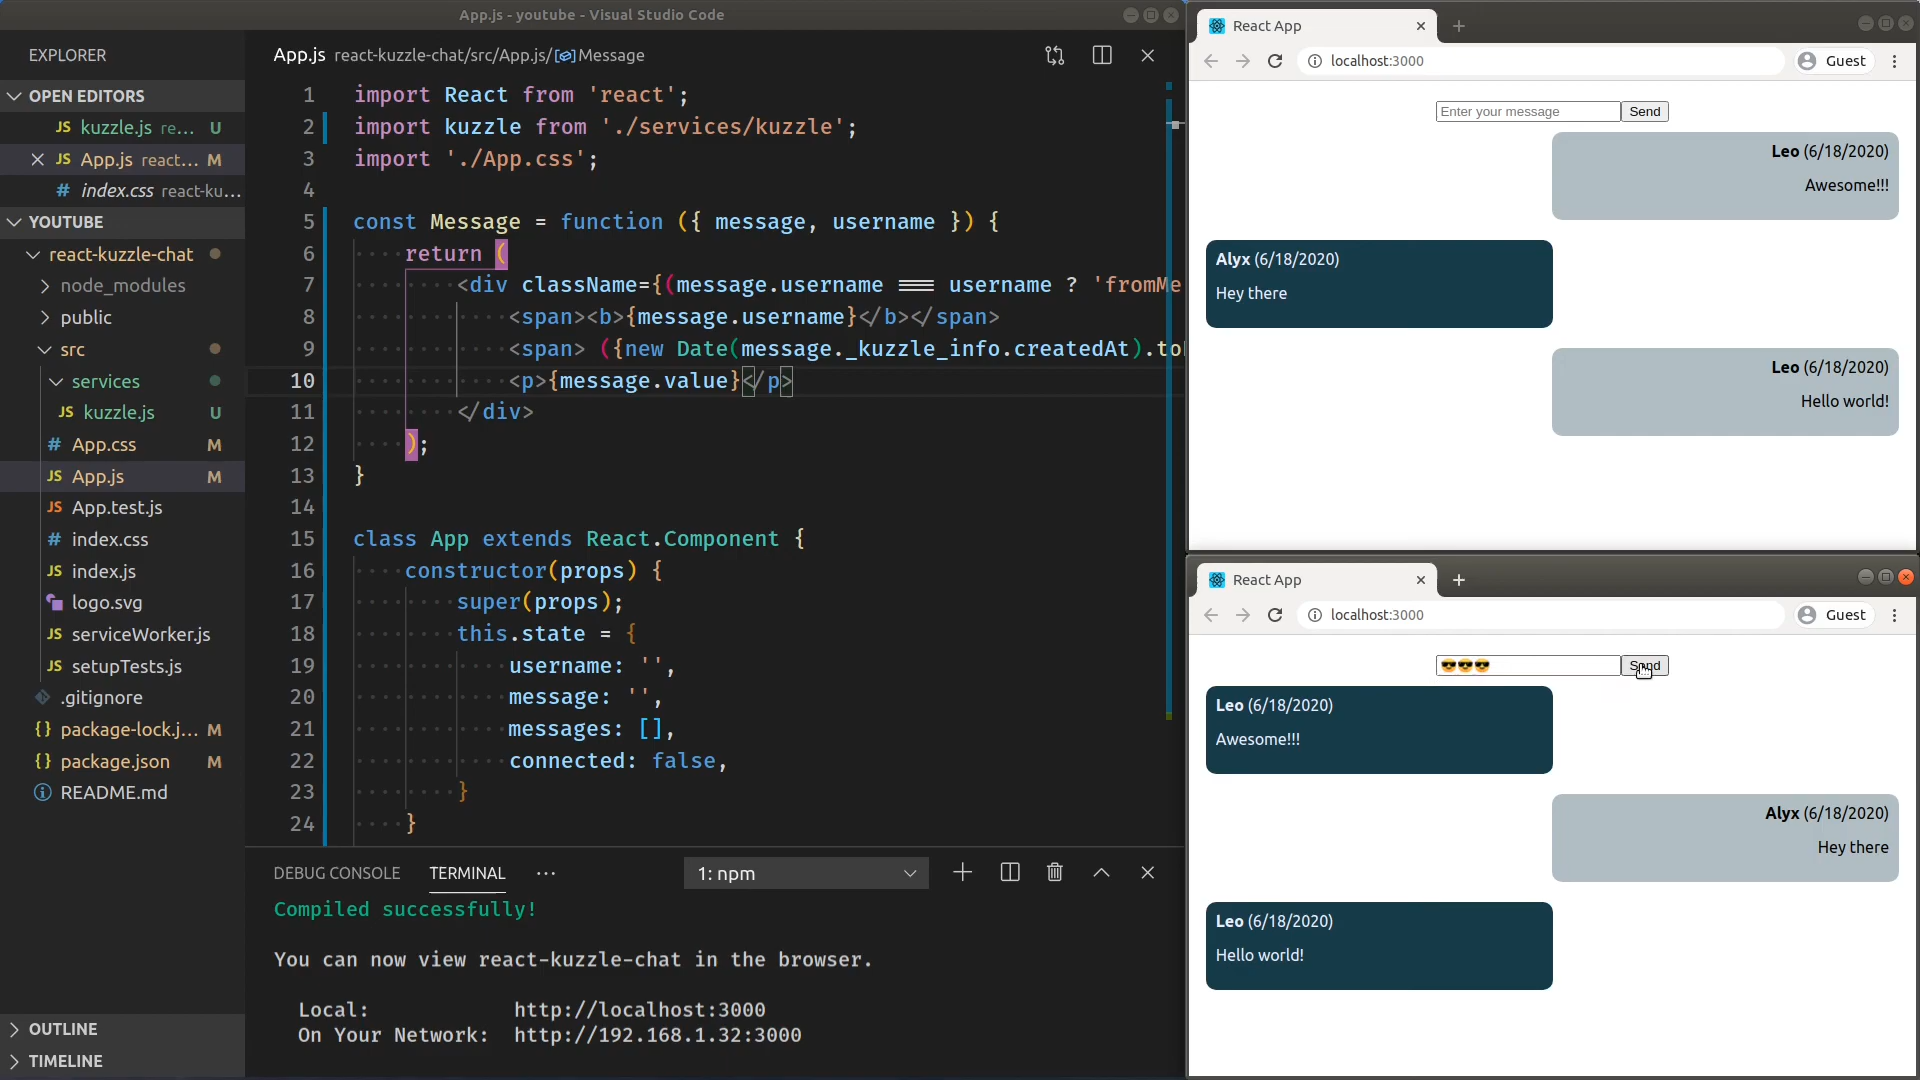 App.js - youtube - Visual Studio Code
EXPLORER
OPEN EDITORS
JS kuzzle.js re... U
JS App.js react... M
# index.css react-ku...
YOUTUBE
react-kuzzle-chat
node_modules
public
src
services
JS kuzzle.js U
# App.css M
JS App.js M
JS App.test.js
# index.css
JS index.js
logo.svg
JS serviceWorker.js
JS setupTests.js
.gitignore
{} package-lock.j... M
{} package.json M
README.md
OUTLINE
TIMELINE
App.js react-kuzzle-chat/src/App.js/Message
1 import React from 'react';
2 import kuzzle from './services/kuzzle';
3 import './App.css';
4
5 const Message = function ({ message, username }) {
6 return (
7 <div className={(message.username === username ? 'fromMe
8 <span><b>{message.username}</b></span>
9 <span> ({new Date(message._kuzzle_info.createdAt).to
10 <p>{message.value}</p>
11 </div>
12 );
13 }
14
15 class App extends React.Component {
16 constructor(props) {
17 super(props);
18 this.state = {
19 username: '',
20 message: '',
21 messages: [],
22 connected: false,
23 }
24 }
DEBUG CONSOLE TERMINAL ··· 1: npm
Compiled successfully!
You can now view react-kuzzle-chat in the browser.
Local: http://localhost:3000
On Your Network: http://192.168.1.32:3000
React App
localhost:3000 Guest
Enter your message Send
Leo (6/18/2020)
Awesome!!!
Alyx (6/18/2020)
Hey there
Leo (6/18/2020)
Hello world!
React App
localhost:3000 Guest
😎😎😎 Send
Leo (6/18/2020)
Awesome!!!
Alyx (6/18/2020)
Hey there
Leo (6/18/2020)
Hello world!